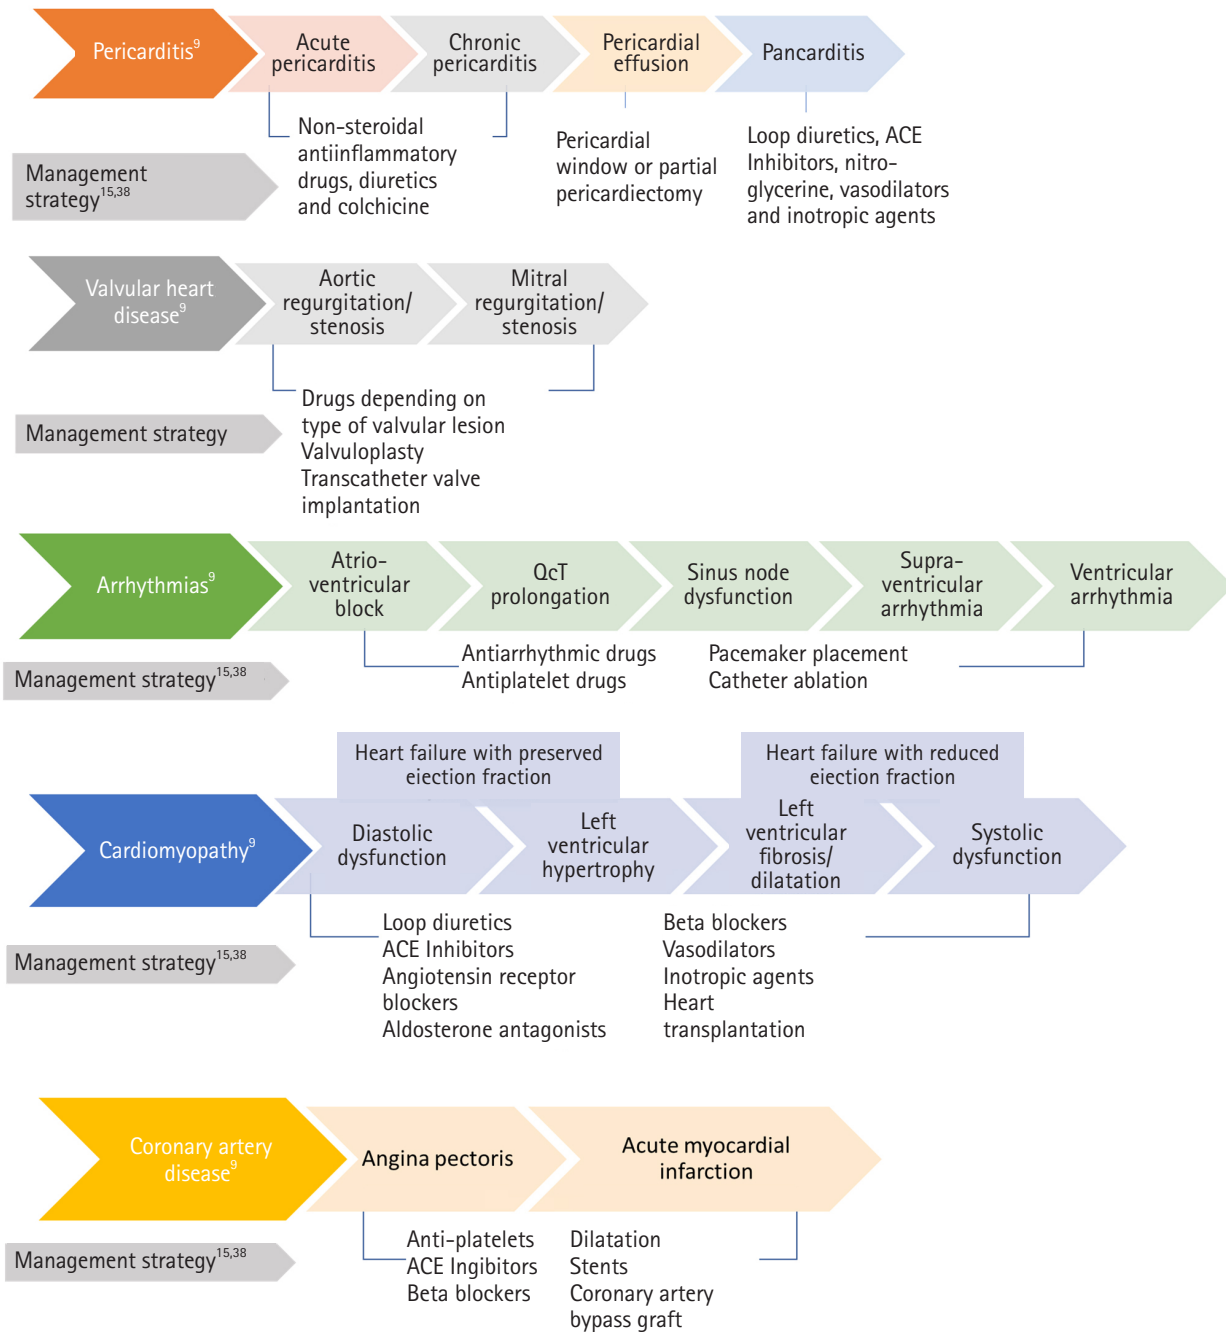 Pericarditis9
Acute
pericarditis
Chronic
pericarditis
Pericardial
effusion
Pancarditis
Management
strategy15,38
Non-steroidal
antiinflammatory
drugs, diuretics
and colchicine
Pericardial
window or partial
pericardiectomy
Loop diuretics, ACE
Inhibitors, nitro-
glycerine, vasodilators
and inotropic agents
Valvular heart
disease9
Aortic
regurgitation/
stenosis
Mitral
regurgitation/
stenosis
Management strategy
Drugs depending on
type of valvular lesion
Valvuloplasty
Transcatheter valve
implantation
Arrhythmias9
Atrio-
ventricular
block
QcT
prolongation
Sinus node
dysfunction
Supra-
ventricular
arrhythmia
Ventricular
arrhythmia
Management strategy15,38
Antiarrhythmic drugs
Antiplatelet drugs
Pacemaker placement
Catheter ablation
Heart failure with preserved
ejection fraction
Heart failure with reduced
ejection fraction
Cardiomyopathy9
Diastolic
dysfunction
Left
ventricular
hypertrophy
Left
ventricular
fibrosis/
dilatation
Systolic
dysfunction
Management strategy15,38
Loop diuretics
ACE Inhibitors
Angiotensin receptor
blockers
Aldosterone antagonists
Beta blockers
Vasodilators
Inotropic agents
Heart
transplantation
Coronary artery
disease9
Angina pectoris
Acute myocardial
infarction
Management strategy15,38
Anti-platelets
ACE Ingibitors
Beta blockers
Dilatation
Stents
Coronary artery
bypass graft